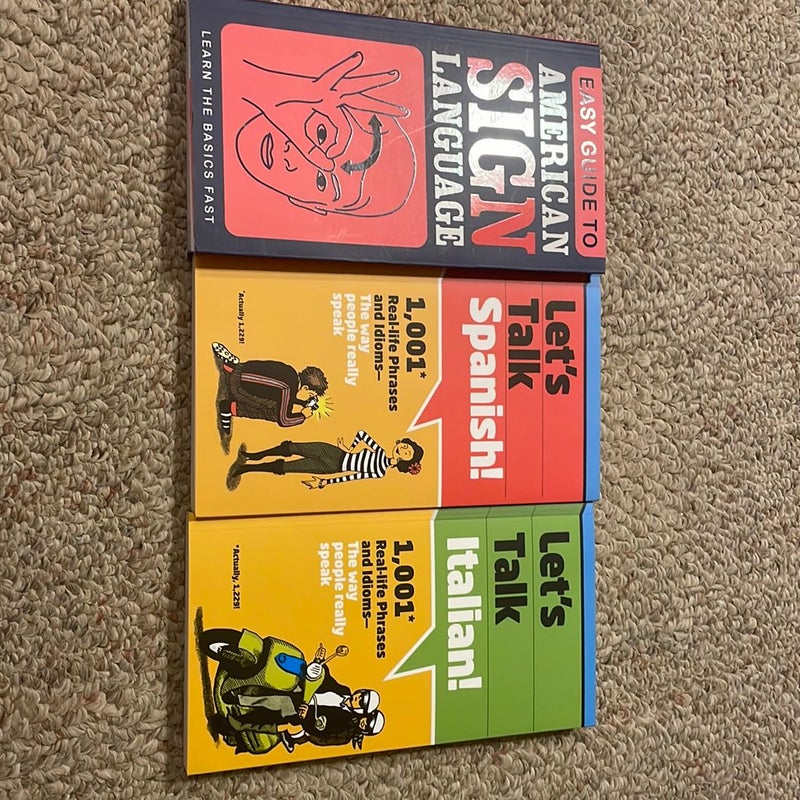 EASY GUIDE TO
AMERICAN
SIGN
LANGUAGE
LEARN THE BASICS FAST
Let's
Talk
Spanish!
1,001*
Real-life Phrases
and Idioms—
The way
people really
speak
*Actually 1,229!
Let's
Talk
Italian!
1,001*
Real-life Phrases
and Idioms—
The way
people really
speak
*Actually, 1,229!